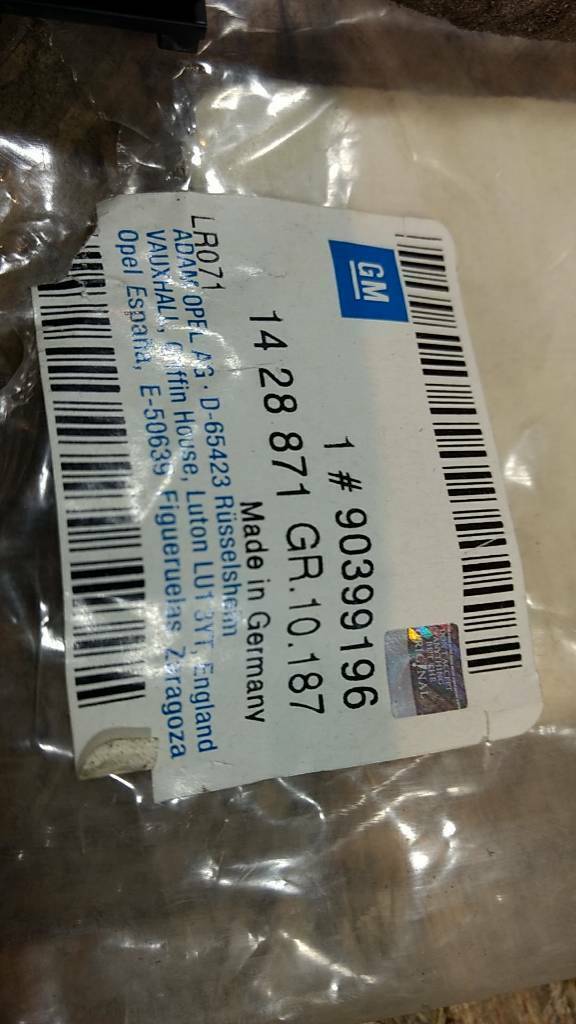 GM
1 # 90399196
14 28 871 GR.10.187
Made in Germany
LR071
ADAM OPEL AG · D-65423 Rüsselsheim
VAUXHALL, Griffin House, Luton LU1 3YT, England
Opel España, E-50639 Figueruelas, Zaragoza